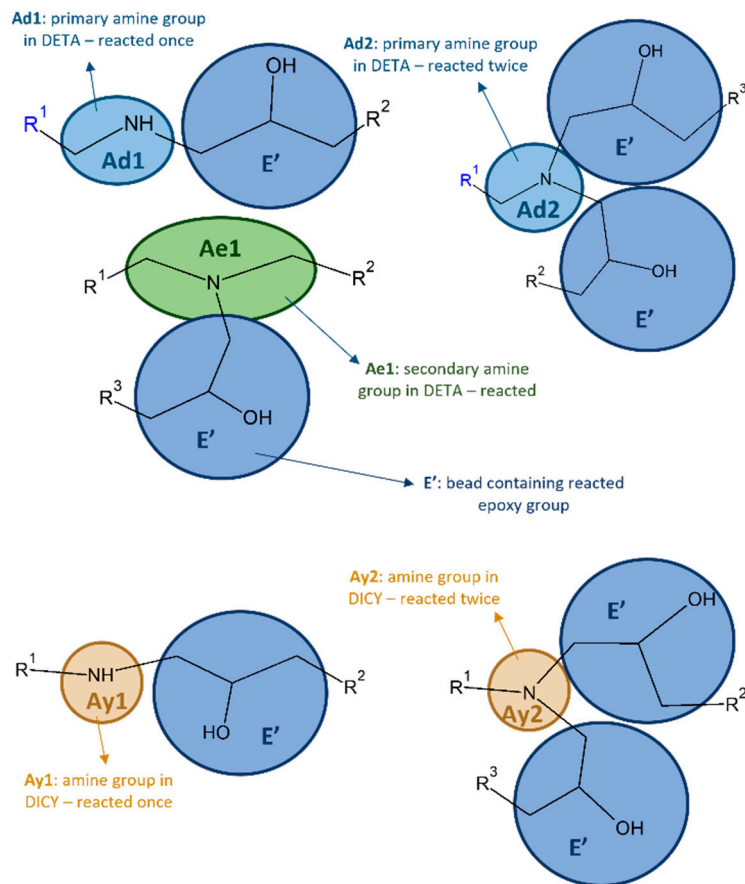 Ad1: primary amine group
in DETA – reacted once
OH
R¹
NH
R²
Ad1
E'
Ad2: primary amine group
in DETA – reacted twice
OH
R³
E'
R¹
N
Ad2
OH
R²
E'
Ae1
R¹
N
R²
Ae1: secondary amine
group in DETA – reacted
R³
OH
E'
E': bead containing reacted
epoxy group
R¹
NH
Ay1
R²
HO
E'
Ay1: amine group in
DICY – reacted once
Ay2: amine group in
DICY – reacted twice
E'
OH
R¹
N
Ay2
R²
R³
OH
E'